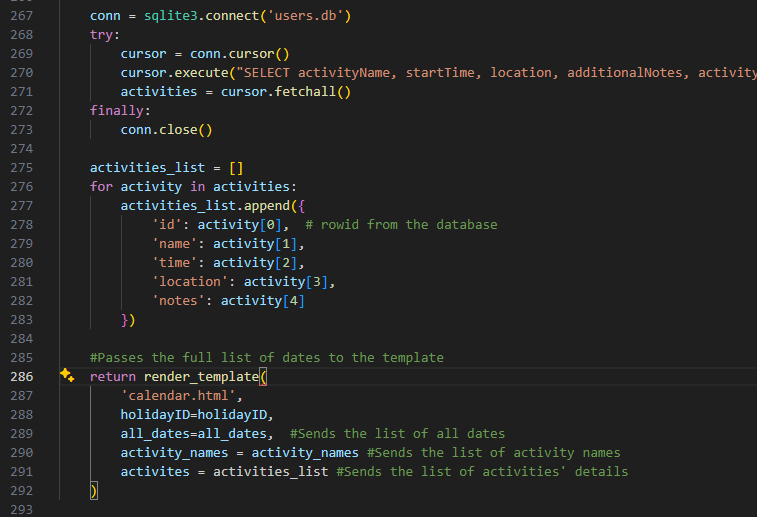 267 conn = sqlite3.connect('users.db')
268 try:
269 cursor = conn.cursor()
270 cursor.execute("SELECT activityName, startTime, location, additionalNotes, activity
271 activities = cursor.fetchall()
272 finally:
273 conn.close()
274
275 activities_list = []
276 for activity in activities:
277 activities_list.append({
278 'id': activity[0],  # rowid from the database
279 'name': activity[1],
280 'time': activity[2],
281 'location': activity[3],
282 'notes': activity[4]
283 })
284
285 #Passes the full list of dates to the template
286 return render_template(
287 'calendar.html',
288 holidayID=holidayID,
289 all_dates=all_dates,  #Sends the list of all dates
290 activity_names = activity_names #Sends the list of activity names
291 activites = activities_list #Sends the list of activities' details
292 )
293